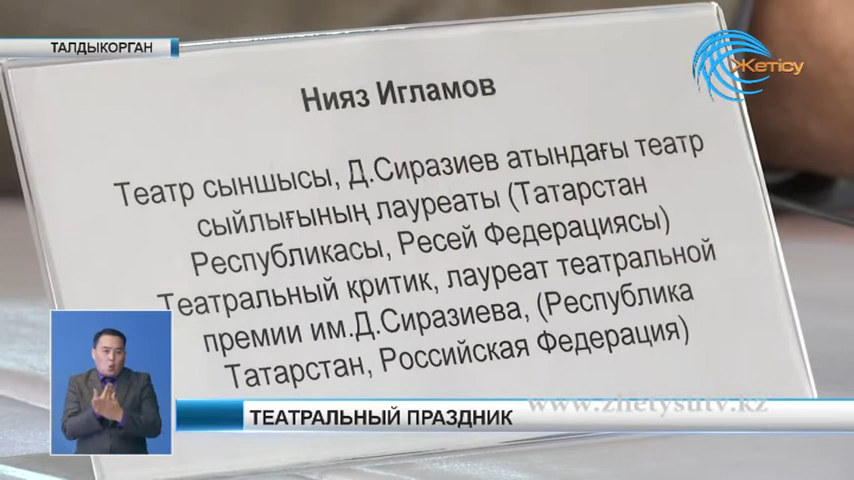 ТАЛДЫКОРГАН
Жетісу
Нияз Игламов
Театр сыншысы, Д.Сиразиев атындағы театр
сыйлығының лауреаты (Татарстан
Республикасы, Ресей Федерациясы)
Театральный критик, лауреат театральной
премии им.Д.Сиразиева, (Республика
Татарстан, Российская Федерация)
www.zhetysutv.kz
ТЕАТРАЛЬНЫЙ ПРАЗДНИК